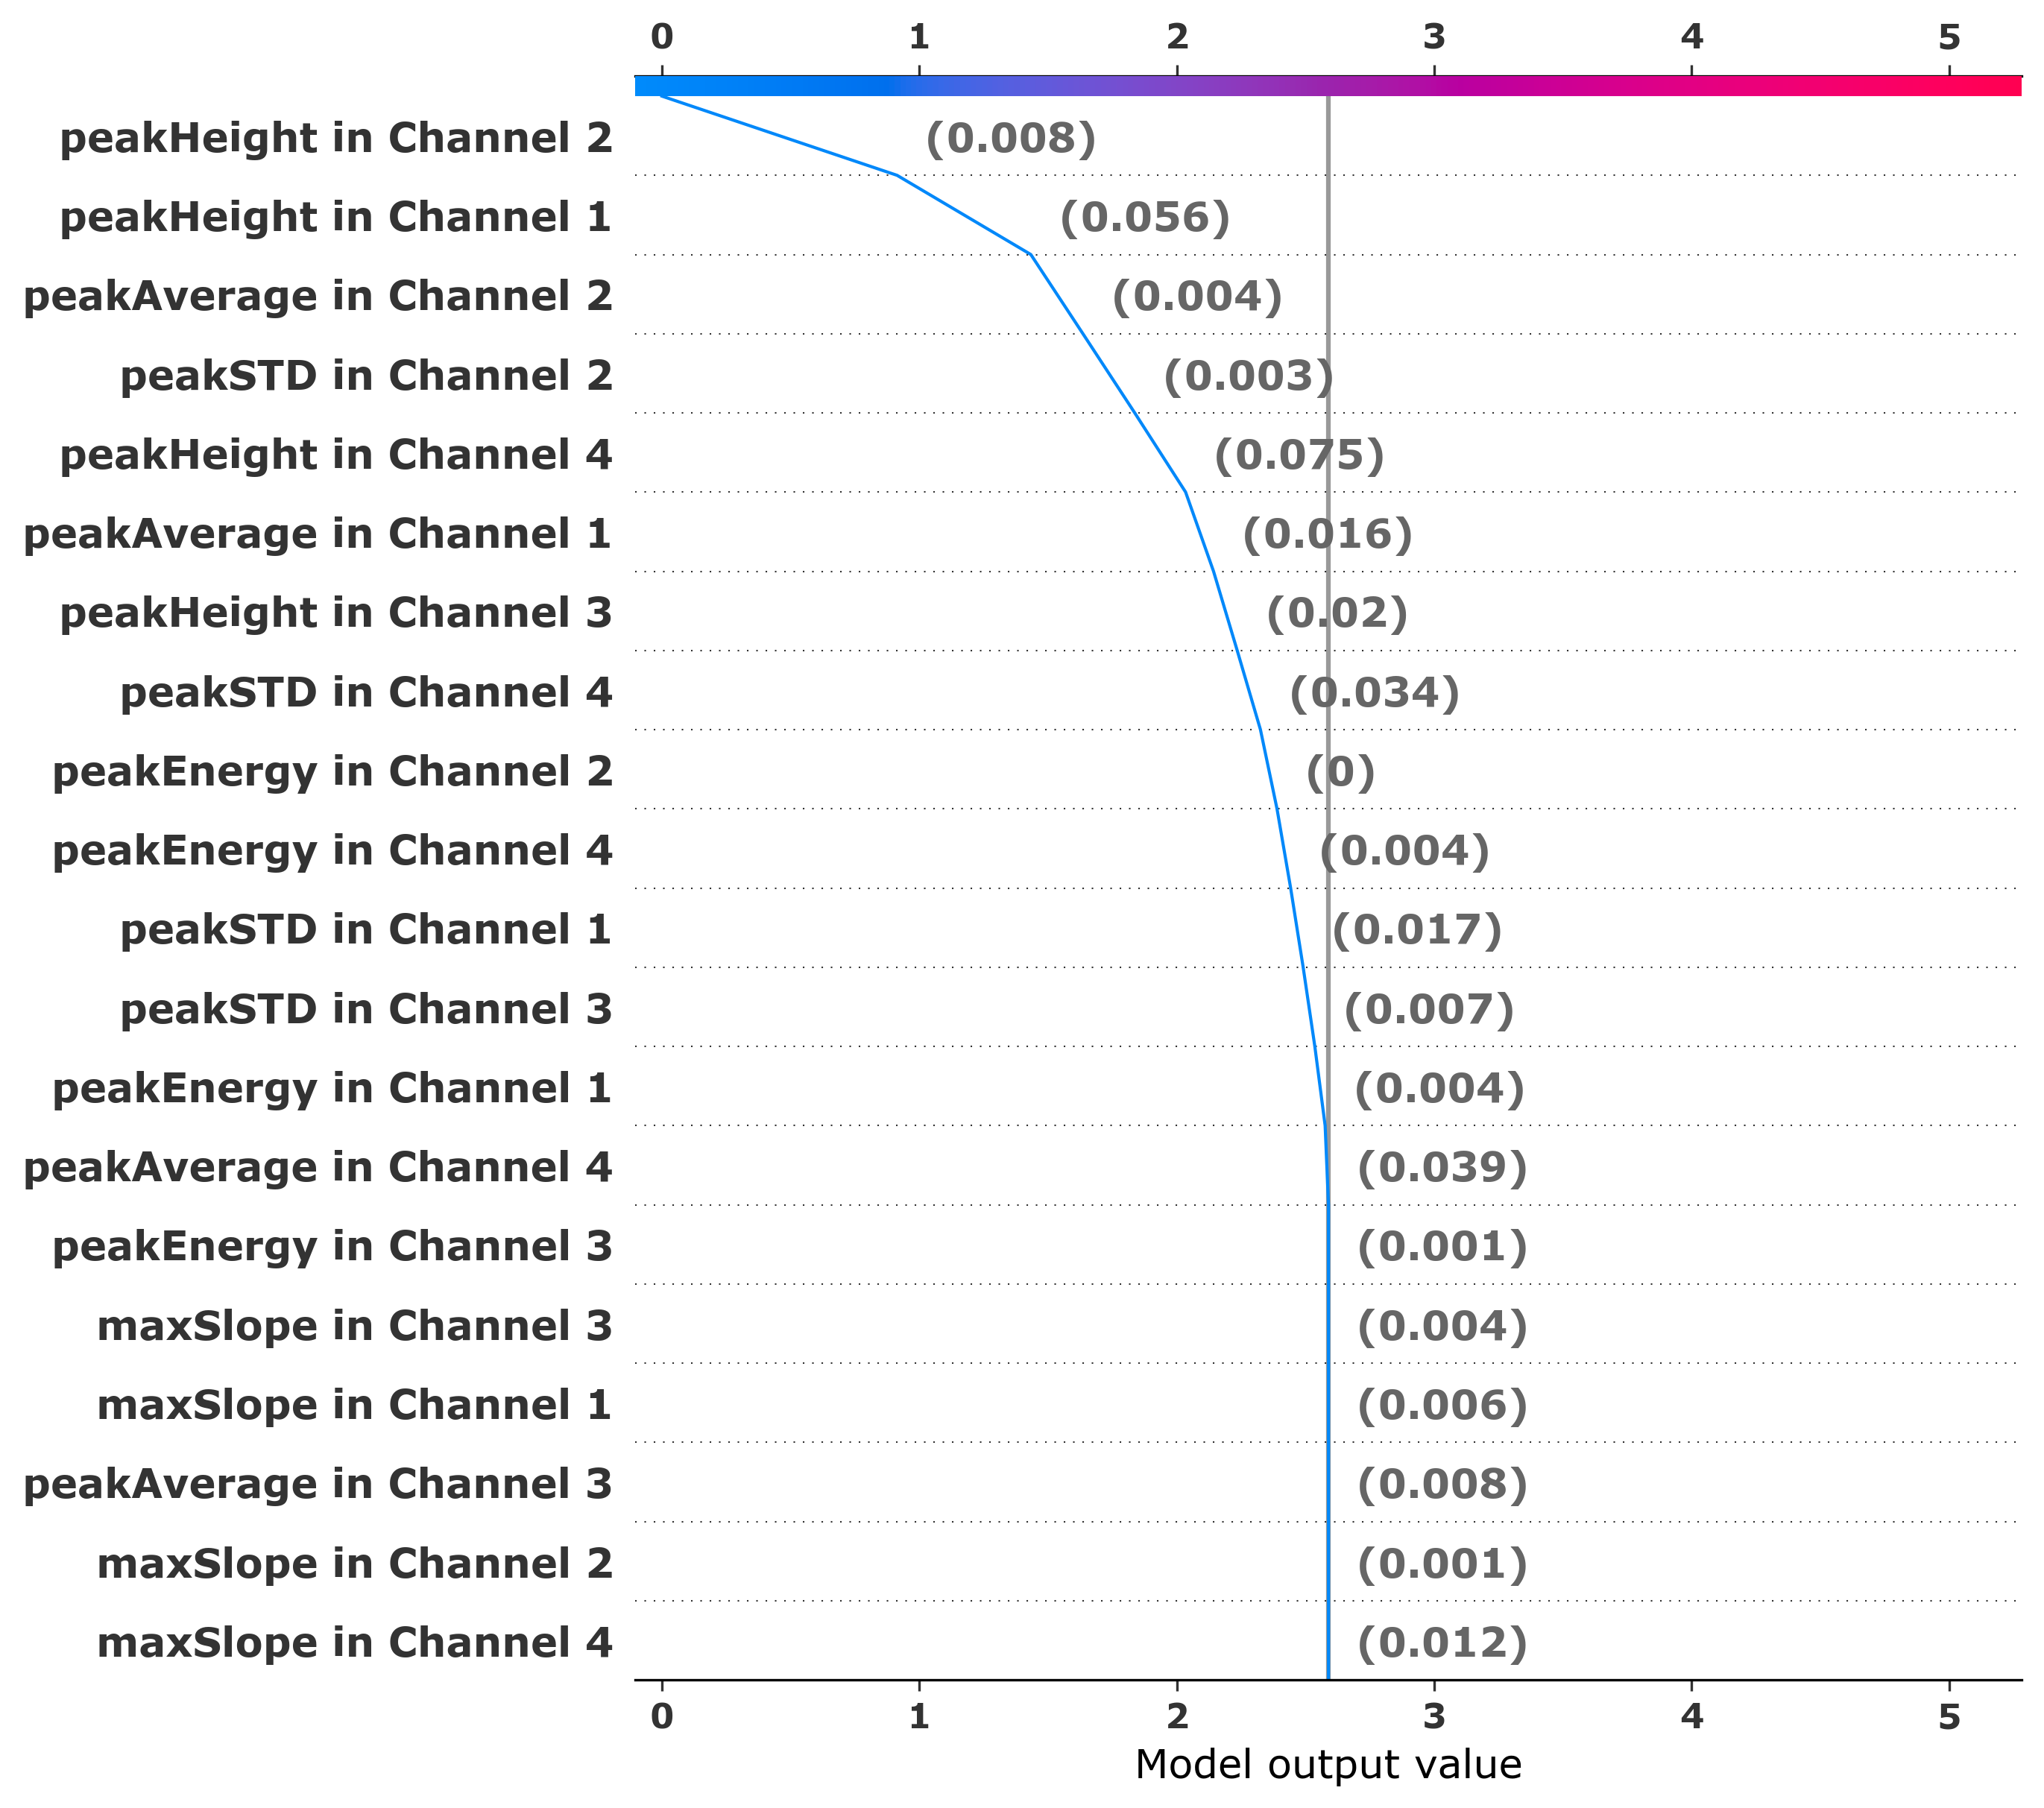 0 1 2 3 4 5
peakHeight in Channel 2 (0.008)
peakHeight in Channel 1 (0.056)
peakAverage in Channel 2 (0.004)
peakSTD in Channel 2 (0.003)
peakHeight in Channel 4 (0.075)
peakAverage in Channel 1 (0.016)
peakHeight in Channel 3 (0.02)
peakSTD in Channel 4 (0.034)
peakEnergy in Channel 2 (0)
peakEnergy in Channel 4 (0.004)
peakSTD in Channel 1 (0.017)
peakSTD in Channel 3 (0.007)
peakEnergy in Channel 1 (0.004)
peakAverage in Channel 4 (0.039)
peakEnergy in Channel 3 (0.001)
maxSlope in Channel 3 (0.004)
maxSlope in Channel 1 (0.006)
peakAverage in Channel 3 (0.008)
maxSlope in Channel 2 (0.001)
maxSlope in Channel 4 (0.012)
0 1 2 3 4 5
Model output value